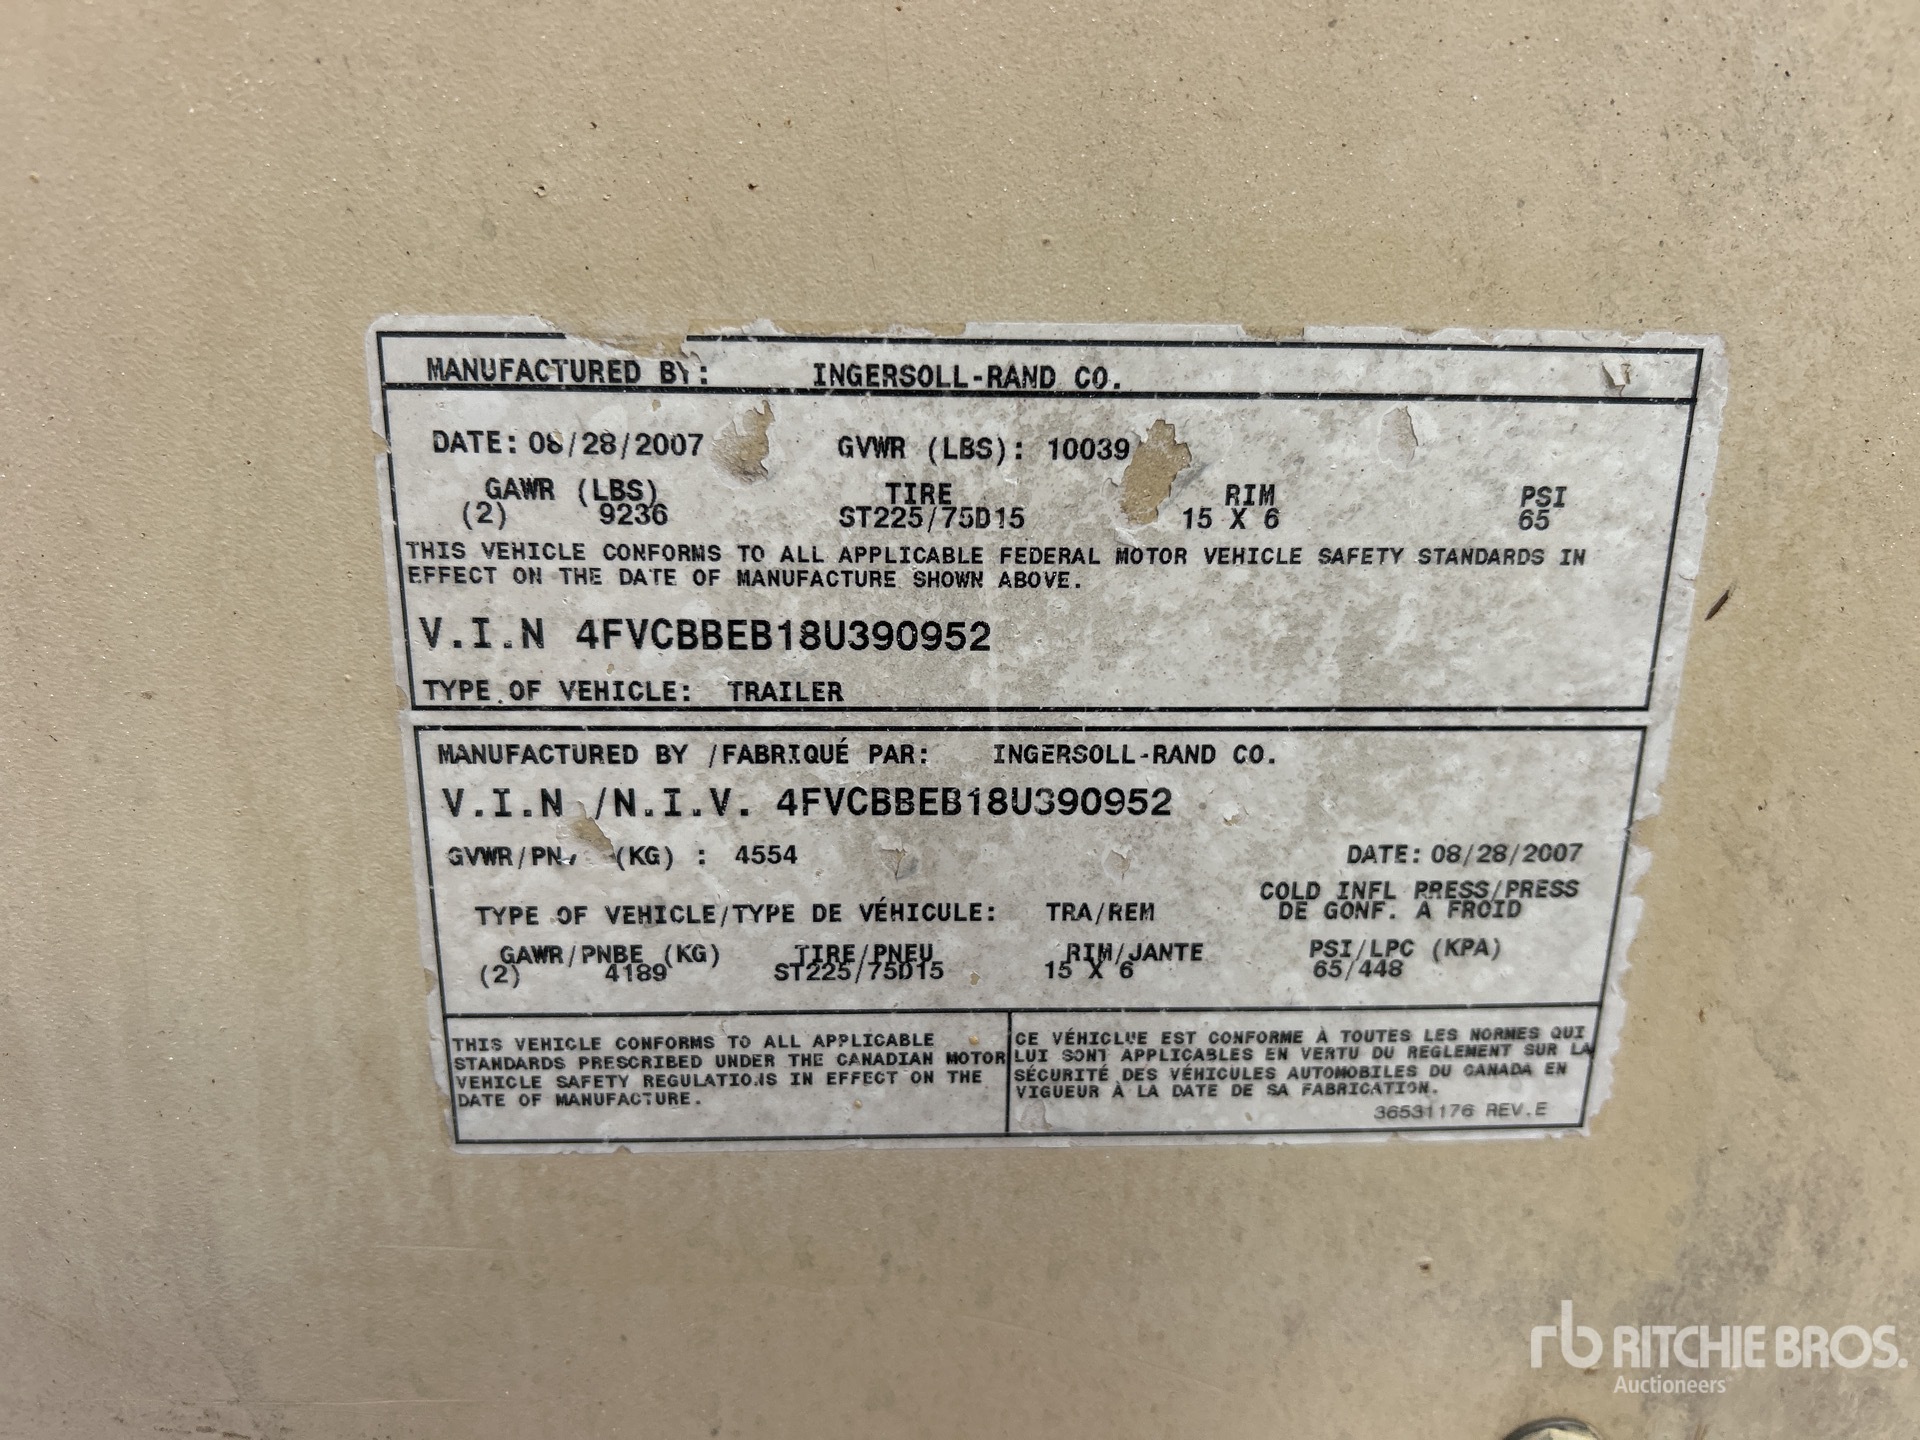 MANUFACTURED BY: INGERSOLL-RAND CO.
DATE: 08/28/2007 GVWR (LBS): 10039
GAWR (LBS) TIRE RIM PSI
(2) 9236 ST225/75D15 15 X 6 65
THIS VEHICLE CONFORMS TO ALL APPLICABLE FEDERAL MOTOR VEHICLE SAFETY STANDARDS IN
EFFECT ON THE DATE OF MANUFACTURE SHOWN ABOVE.
V.I.N 4FVCBBEB18U390952
TYPE OF VEHICLE: TRAILER
MANUFACTURED BY /FABRIQUÉ PAR: INGERSOLL-RAND CO.
V.I.N /N.I.V. 4FVCBBEB18U390952
GVWR/PN (KG) : 4554 DATE: 08/28/2007
COLD INFL PRESS/PRESS
TYPE OF VEHICLE/TYPE DE VÉHICULE: TRA/REM DE GONF. A FROID
GAWR/PNBE (KG) TIRE/PNEU RIM/JANTE PSI/LPC (KPA)
(2) 4189 ST225/75D15 15 X 6 65/448
THIS VEHICLE CONFORMS TO ALL APPLICABLE
STANDARDS PRESCRIBED UNDER THE CANADIAN MOTOR
VEHICLE SAFETY REGULATIONS IN EFFECT ON THE
DATE OF MANUFACTURE.
CE VÉHICLUE EST CONFORME À TOUTES LES NORMES QUI
LUI SONT APPLICABLES EN VERTU DU REGLEMENT SUR LA
SÉCURITÉ DES VÉHICULES AUTOMOBILES DU CANADA EN
VIGUEUR À LA DATE DE SA FABRICATION.
36531176 REV.E
rb RITCHIE BROS.
Auctioneers